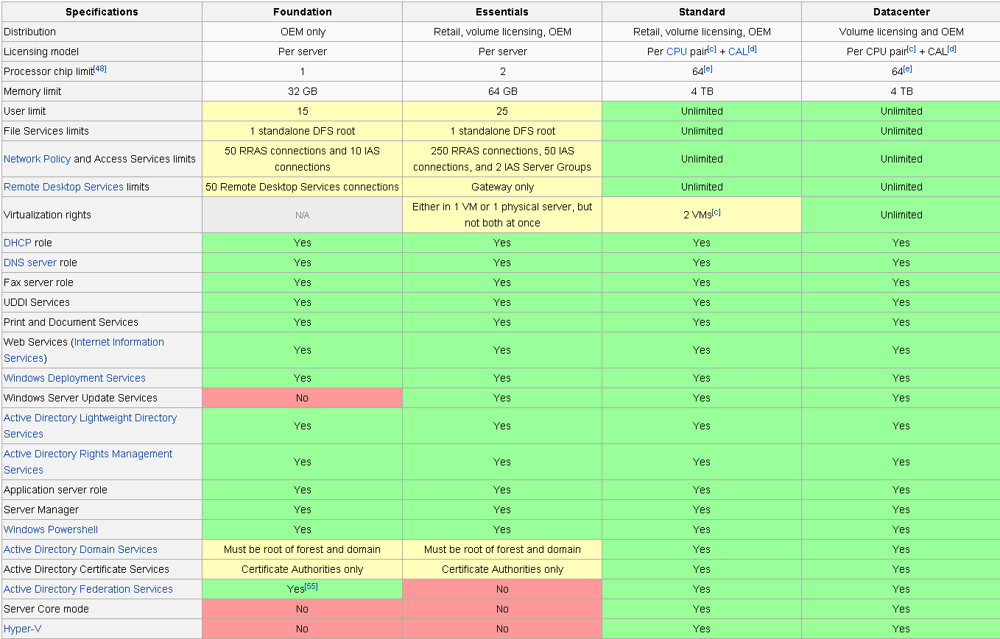 Specifications Foundation Essentials Standard Datacenter
Distribution OEM only Retail, volume licensing, OEM Retail, volume licensing, OEM Volume licensing and OEM
Licensing model Per server Per server Per CPU pair[c] + CAL[d] Per CPU pair[c] + CAL[d]
Processor chip limit[48] 1 2 64[e] 64[e]
Memory limit 32 GB 64 GB 4 TB 4 TB
User limit 15 25 Unlimited Unlimited
File Services limits 1 standalone DFS root 1 standalone DFS root Unlimited Unlimited
Network Policy and Access Services limits 50 RRAS connections and 10 IAS
connections 250 RRAS connections, 50 IAS
connections, and 2 IAS Server Groups Unlimited Unlimited
Remote Desktop Services limits 50 Remote Desktop Services connections Gateway only Unlimited Unlimited
Virtualization rights N/A Either in 1 VM or 1 physical server, but
not both at once 2 VMs[c] Unlimited
DHCP role Yes Yes Yes Yes
DNS server role Yes Yes Yes Yes
Fax server role Yes Yes Yes Yes
UDDI Services Yes Yes Yes Yes
Print and Document Services Yes Yes Yes Yes
Web Services (Internet Information
Services) Yes Yes Yes Yes
Windows Deployment Services Yes Yes Yes Yes
Windows Server Update Services No Yes Yes Yes
Active Directory Lightweight Directory
Services Yes Yes Yes Yes
Active Directory Rights Management
Services Yes Yes Yes Yes
Application server role Yes Yes Yes Yes
Server Manager Yes Yes Yes Yes
Windows Powershell Yes Yes Yes Yes
Active Directory Domain Services Must be root of forest and domain Must be root of forest and domain Yes Yes
Active Directory Certificate Services Certificate Authorities only Certificate Authorities only Yes Yes
Active Directory Federation Services Yes[55] No Yes Yes
Server Core mode No No Yes Yes
Hyper-V No No Yes Yes